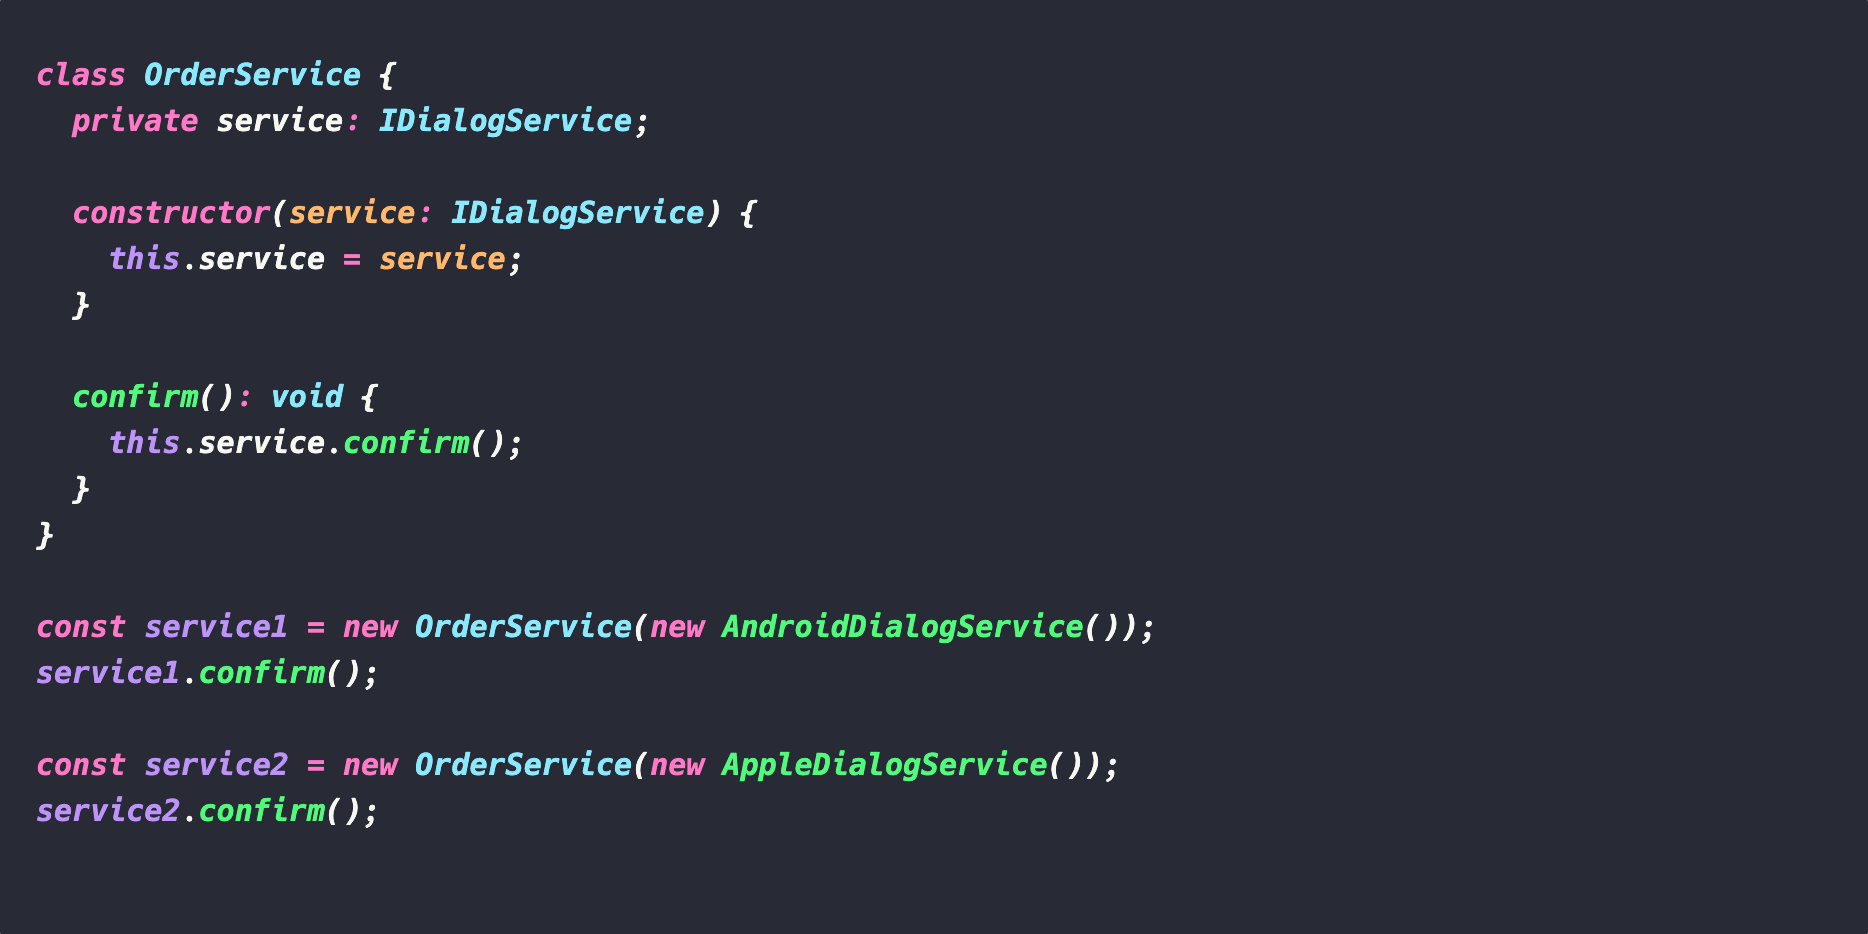 class OrderService {
  private service: IDialogService;

  constructor(service: IDialogService) {
    this.service = service;
  }

  confirm(): void {
    this.service.confirm();
  }
}

const service1 = new OrderService(new AndroidDialogService());
service1.confirm();

const service2 = new OrderService(new AppleDialogService());
service2.confirm();